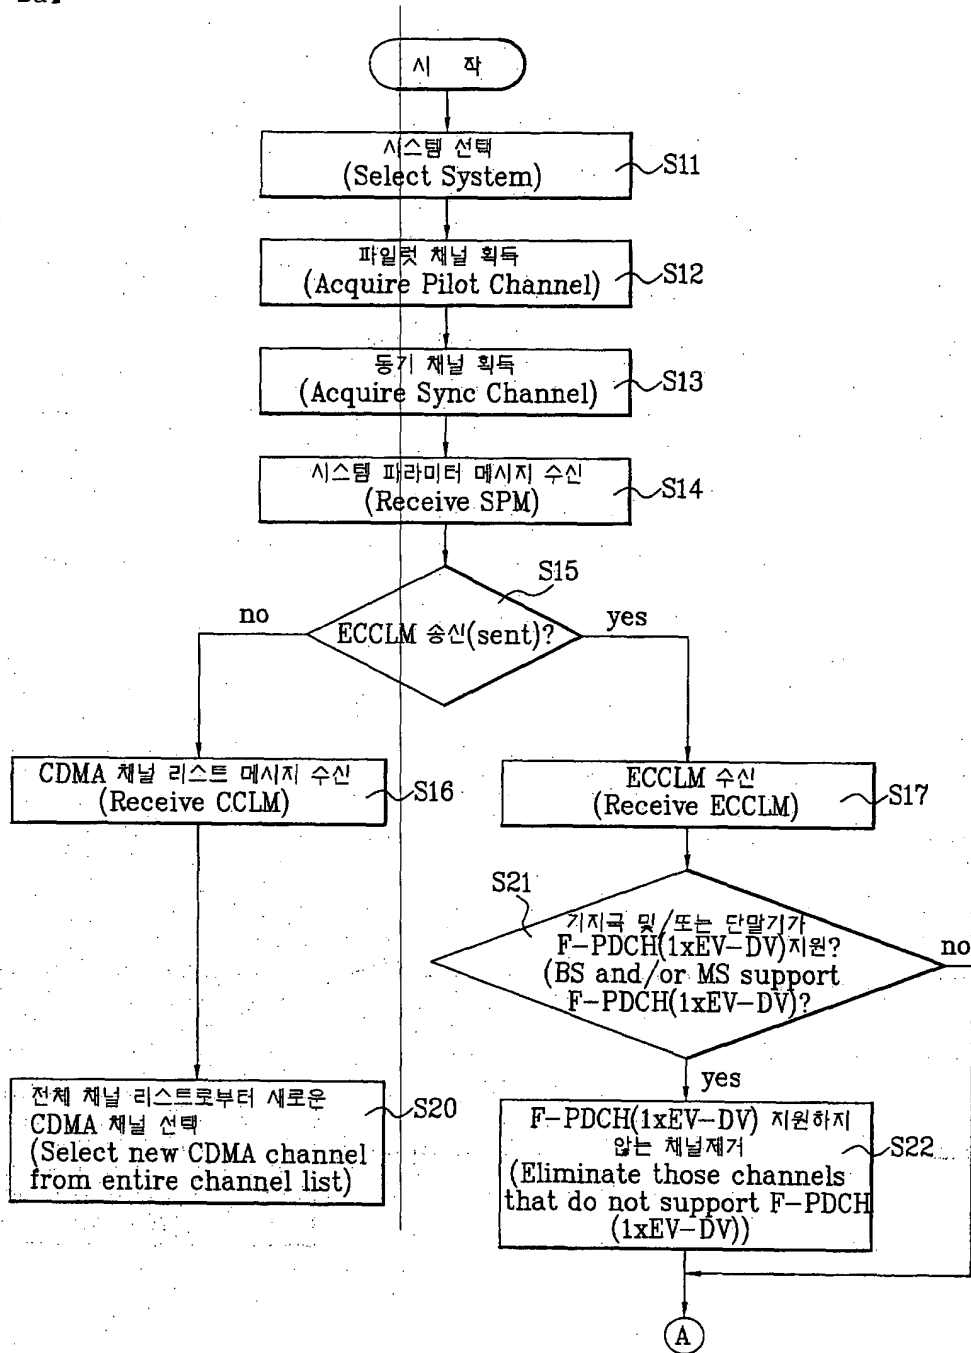 2a]
시 작
시스템 선택
(Select System)
S11
파일럿 채널 획득
(Acquire Pilot Channel)
S12
동기 채널 획득
(Acquire Sync Channel)
S13
시스템 파라미터 메시지 수신
(Receive SPM)
S14
S15
no
ECCLM 송신(sent)?
yes
CDMA 채널 리스트 메시지 수신
(Receive CCLM)
S16
ECCLM 수신
(Receive ECCLM)
S17
S21
기지국 및/또는 단말기가
F-PDCH(1xEV-DV)지원?
(BS and/or MS support
F-PDCH(1xEV-DV)?
no
yes
전체 채널 리스트로부터 새로운
CDMA 채널 선택
(Select new CDMA channel
from entire channel list)
S20
F-PDCH(1xEV-DV) 지원하지
않는 채널제거
(Eliminate those channels
that do not support F-PDCH
(1xEV-DV))
S22
A